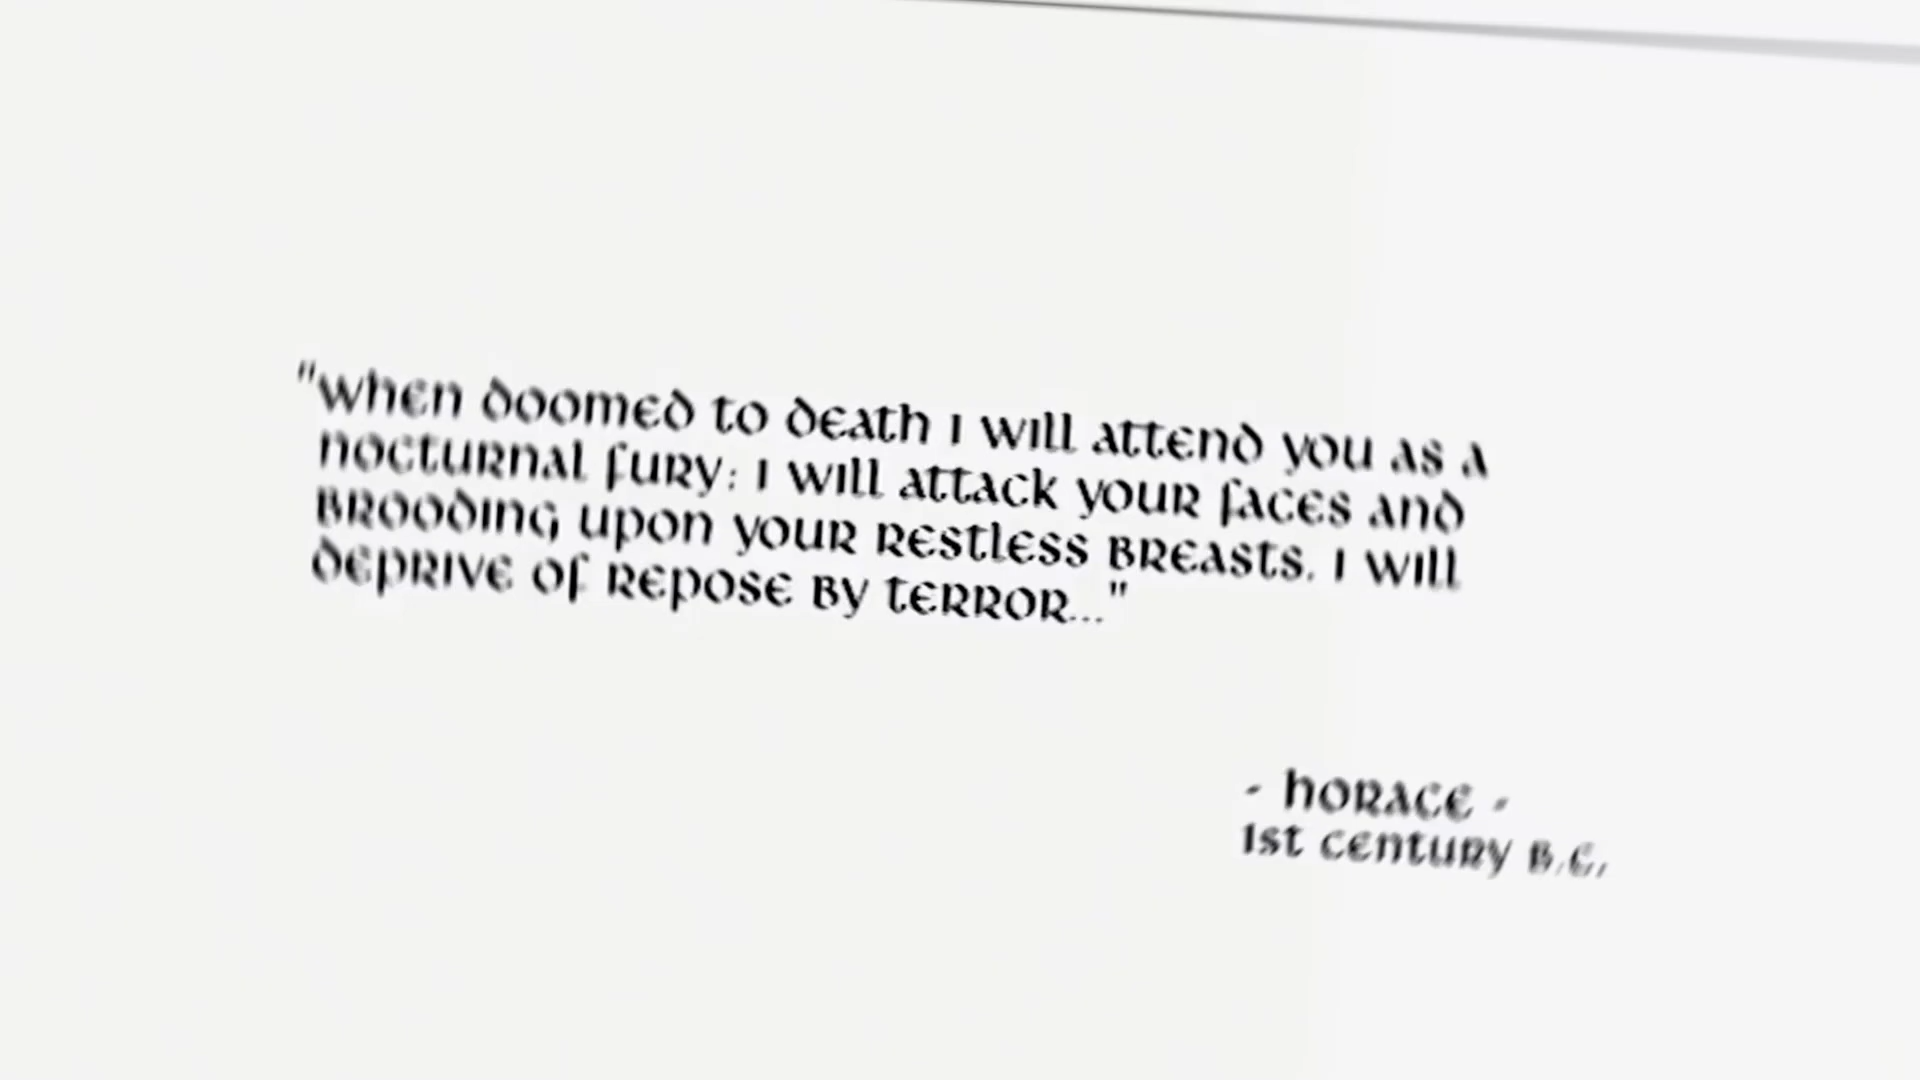 "When doomed to death I will attend you as a
nocturnal fury; I will attack your faces and
brooding upon your restless breasts, I will
deprive of repose by terror..."
- Horace -
1st century B.C.